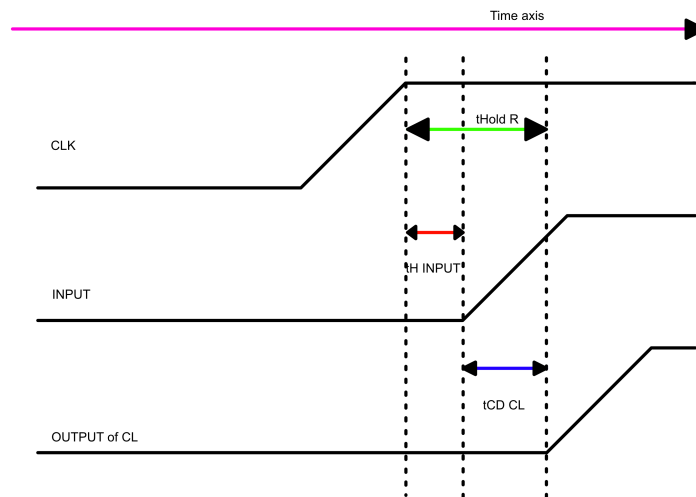 Time axis
tHold R
CLK
tH INPUT
INPUT
tCD CL
OUTPUT of CL